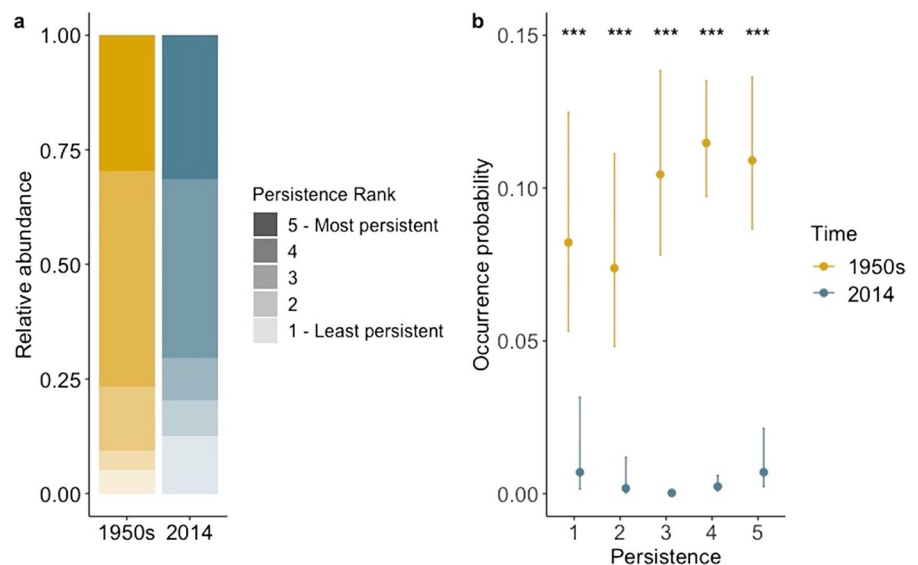 a
Relative abundance
1.00
0.75
0.50
0.25
0.00
1950s 2014
Persistence Rank
5 - Most persistent
4
3
2
1 - Least persistent
b
Occurrence probability
0.15
0.10
0.05
0.00
*** *** *** *** ***
1 2 3 4 5
Persistence
Time
1950s
2014